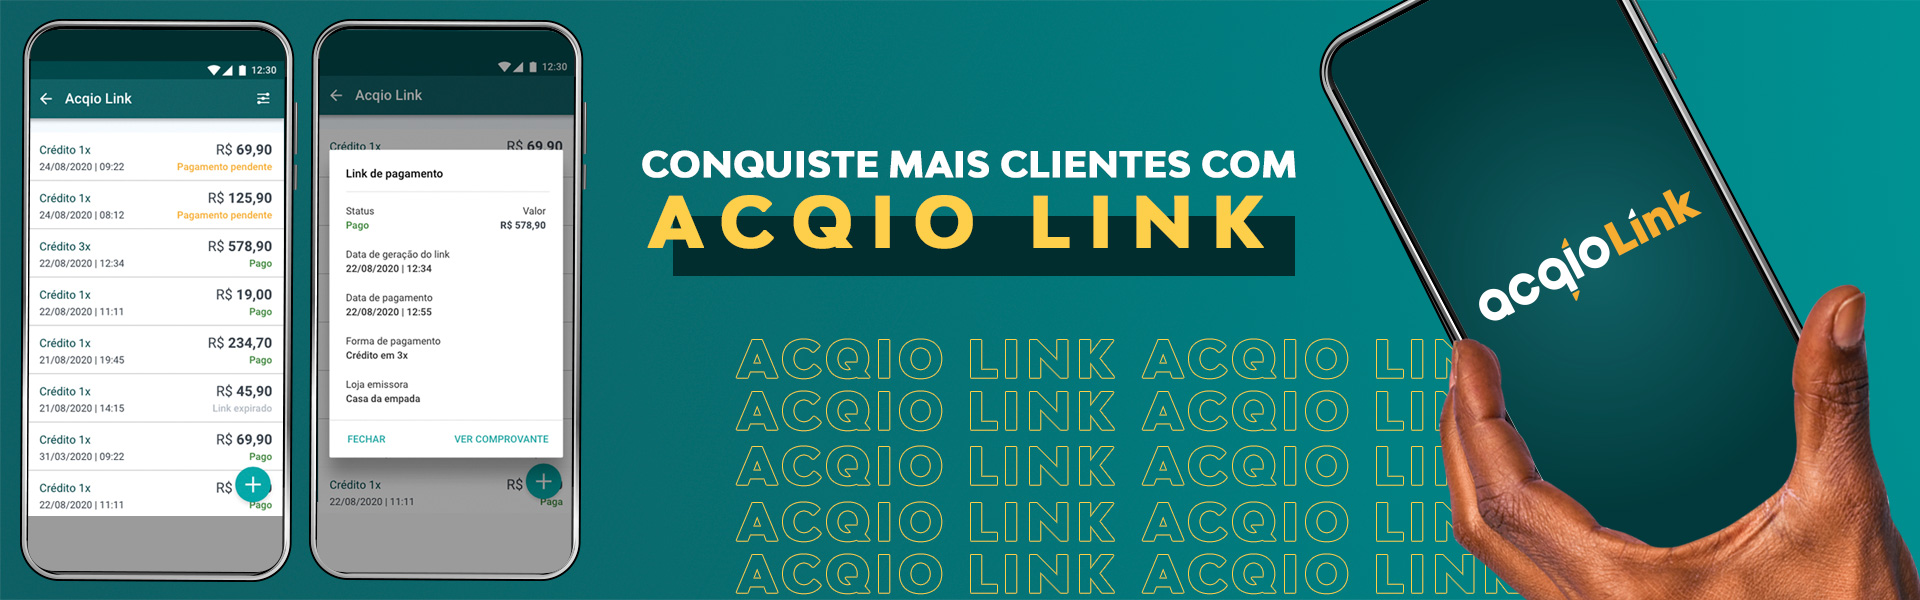 12:30
Acqio Link
Crédito 1x R$ 69,90
24/08/2020 | 09:22 Pagamento pendente
Crédito 1x R$ 125,90
24/08/2020 | 08:12 Pagamento pendente
Crédito 3x R$ 578,90
22/08/2020 | 12:34 Pago
Crédito 1x R$ 19,00
22/08/2020 | 11:11 Pago
Crédito 1x R$ 234,70
21/08/2020 | 19:45 Pago
Crédito 1x R$ 45,90
21/08/2020 | 14:15 Link expirado
Crédito 1x R$ 69,90
31/03/2020 | 09:22 Pago
Crédito 1x R$
22/08/2020 | 11:11 Pago
12:30
Acqio Link
Crédito 1x R$ 69,90
Link de pagamento
Status Valor
Pago R$ 578,90
Data de geração do link
22/08/2020 | 12:34
Data de pagamento
22/08/2020 | 12:55
Forma de pagamento
Crédito em 3x
Loja emissora
Casa da empada
FECHAR VER COMPROVANTE
Crédito 1x R$
22/08/2020 | 11:11 Paga
CONQUISTE MAIS CLIENTES COM
ACQIO LINK
ACQIO LINK ACQIO LIN
ACQIO LINK ACQIO LI
ACQIO LINK ACQIO LI
ACQIO LINK ACQIO LIN
ACQIO LINK ACQIO LINK
acqioLink